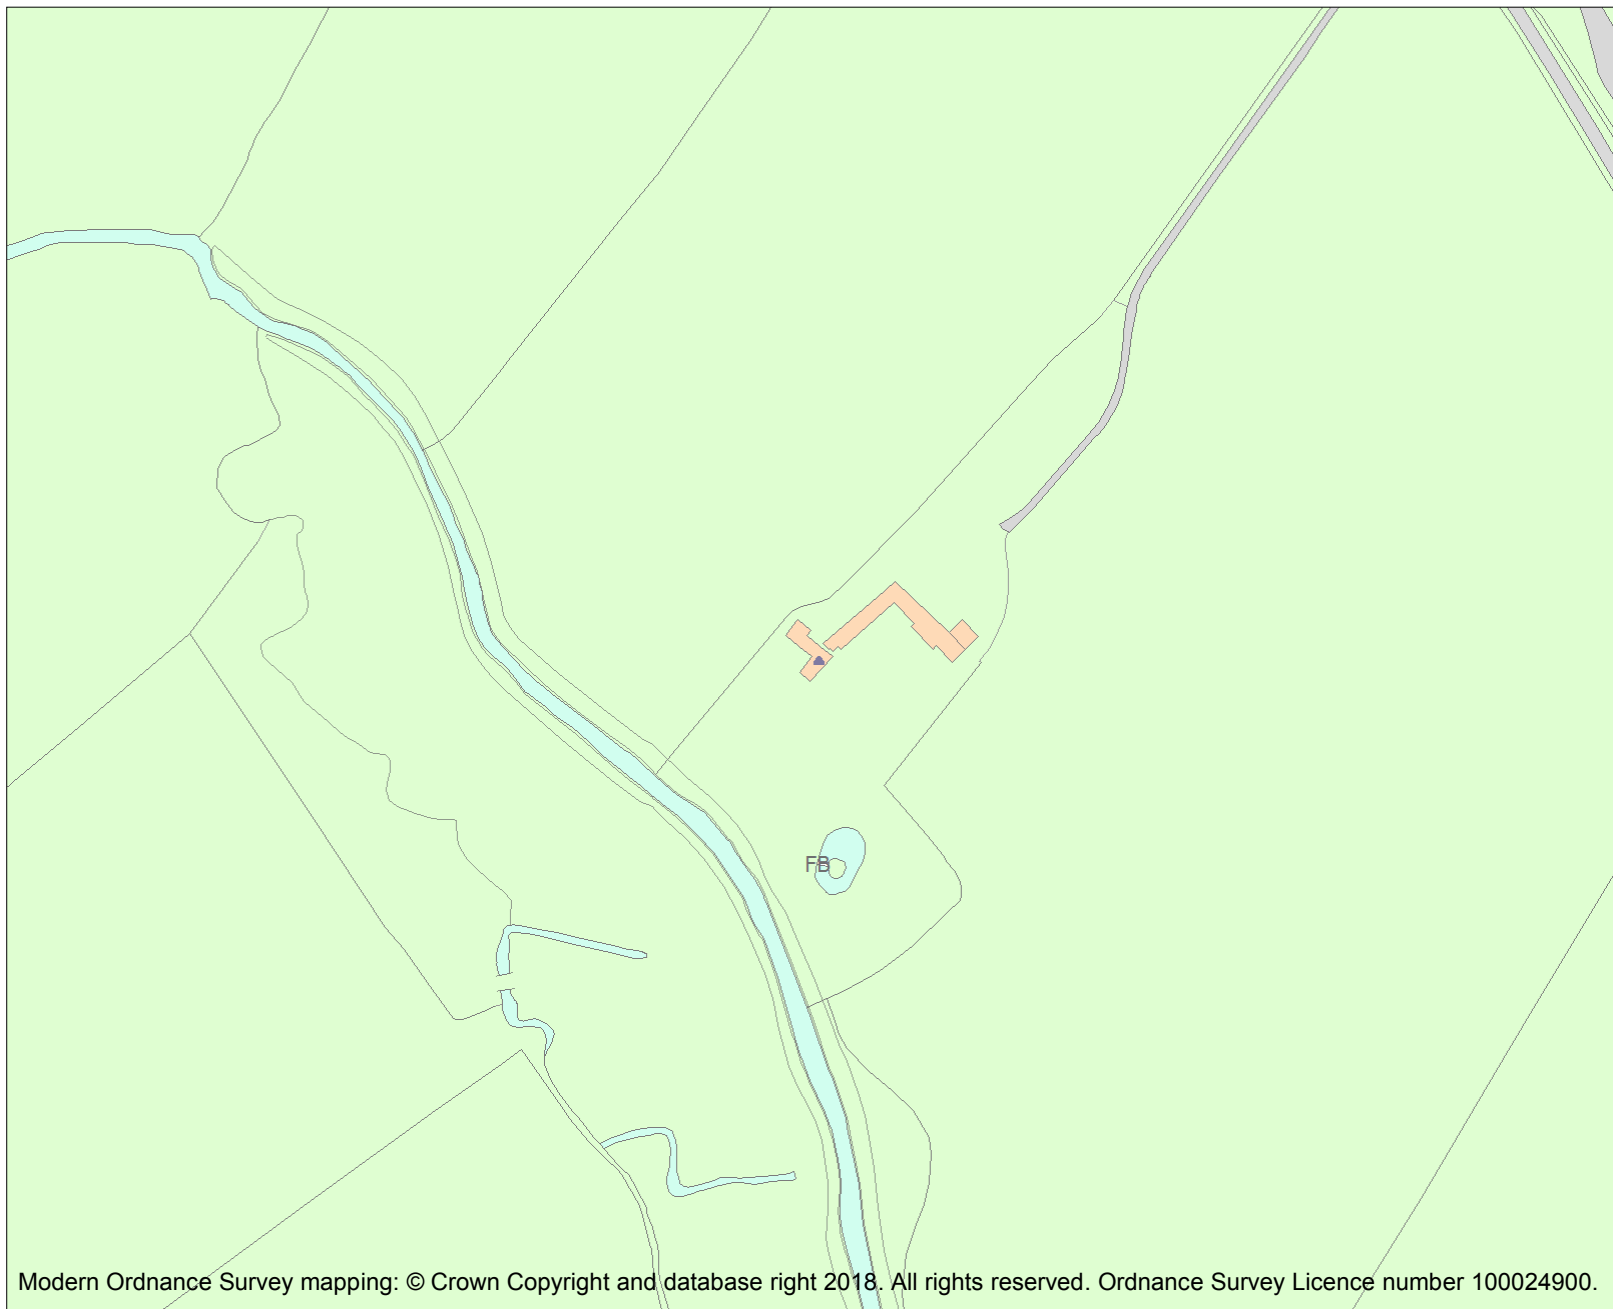 FB
Modern Ordnance Survey mapping: © Crown Copyright and database right 2018. All rights reserved. Ordnance Survey Licence number 100024900.